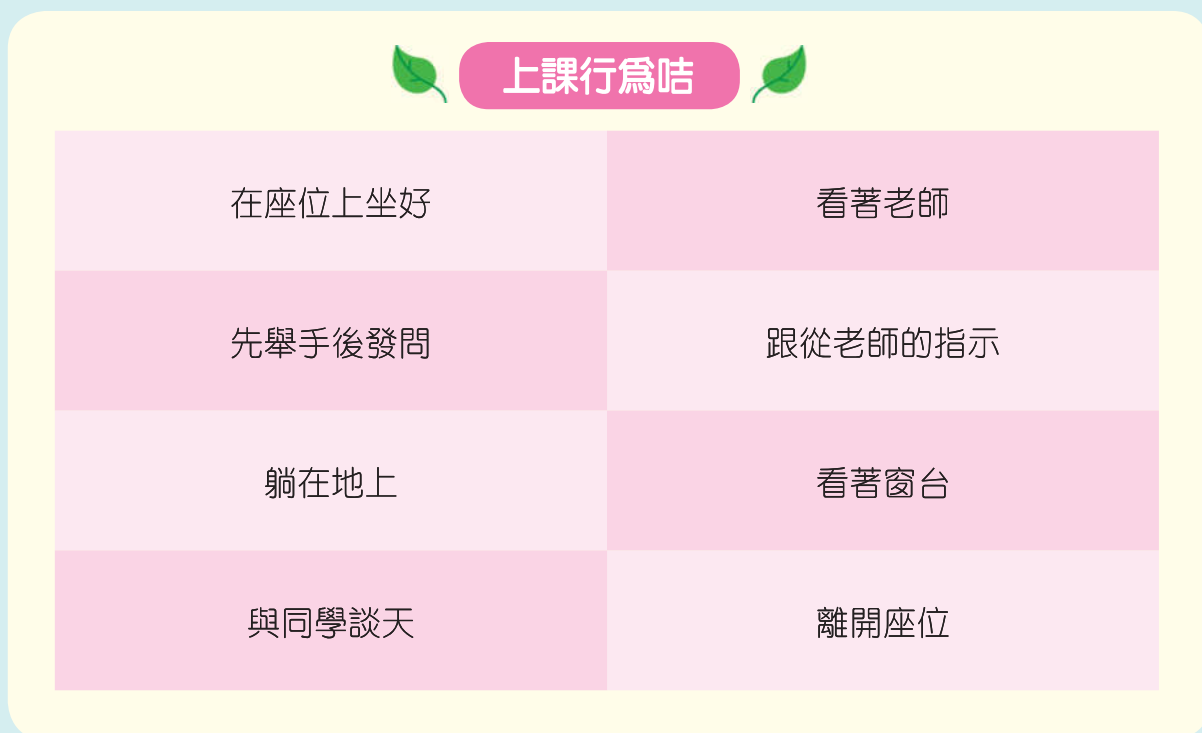 上課行為咭
在座位上坐好
看著老師
先舉手後發問
跟從老師的指示
躺在地上
看著窗台
與同學談天
離開座位